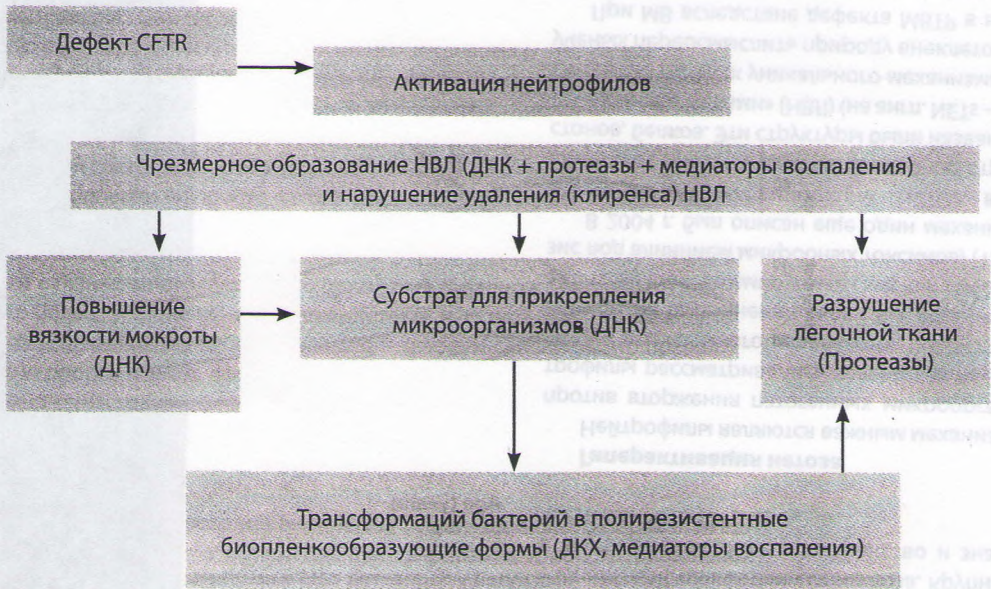 Дефект CFTR
Активация нейтрофилов
Чрезмерное образование НВЛ (ДНК + протеазы + медиаторы воспаления)
и нарушение удаления (клиренса) НВЛ
Повышение
вязкости мокроты
(ДНК)
Субстрат для прикрепления
микроорганизмов (ДНК)
Разрушение
легочной ткани
(Протеазы)
Трансформаций бактерий в полирезистентные
биопленкообразующие формы (ДКХ, медиаторы воспаления)